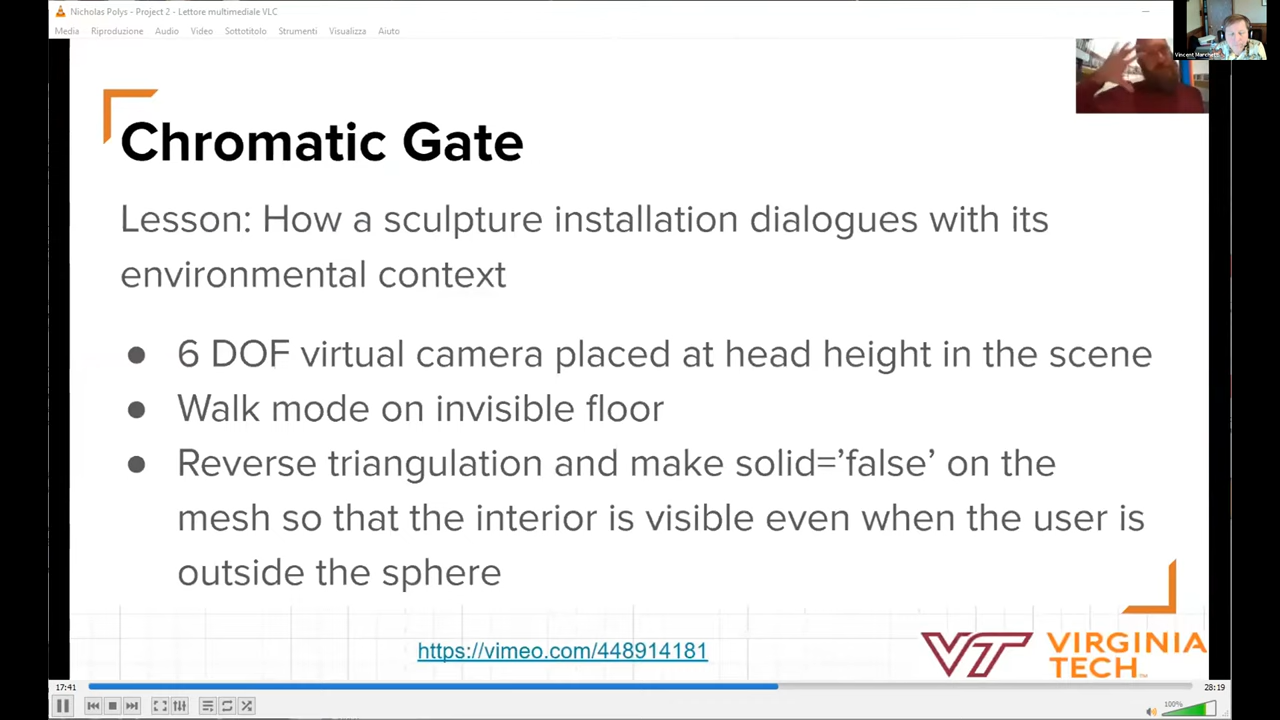 Nicholas Polys - Project 2 - Lettore multimediale VLC
Media Riproduzione Audio Video Sottotitolo Strumenti Visualizza Aiuto
Chromatic Gate
Lesson: How a sculpture installation dialogues with its
environmental context
● 6 DOF virtual camera placed at head height in the scene
● Walk mode on invisible floor
● Reverse triangulation and make solid=’false’ on the
mesh so that the interior is visible even when the user is
outside the sphere
https://vimeo.com/448914181
VT VIRGINIA
TECH
17:41
28:19
100%